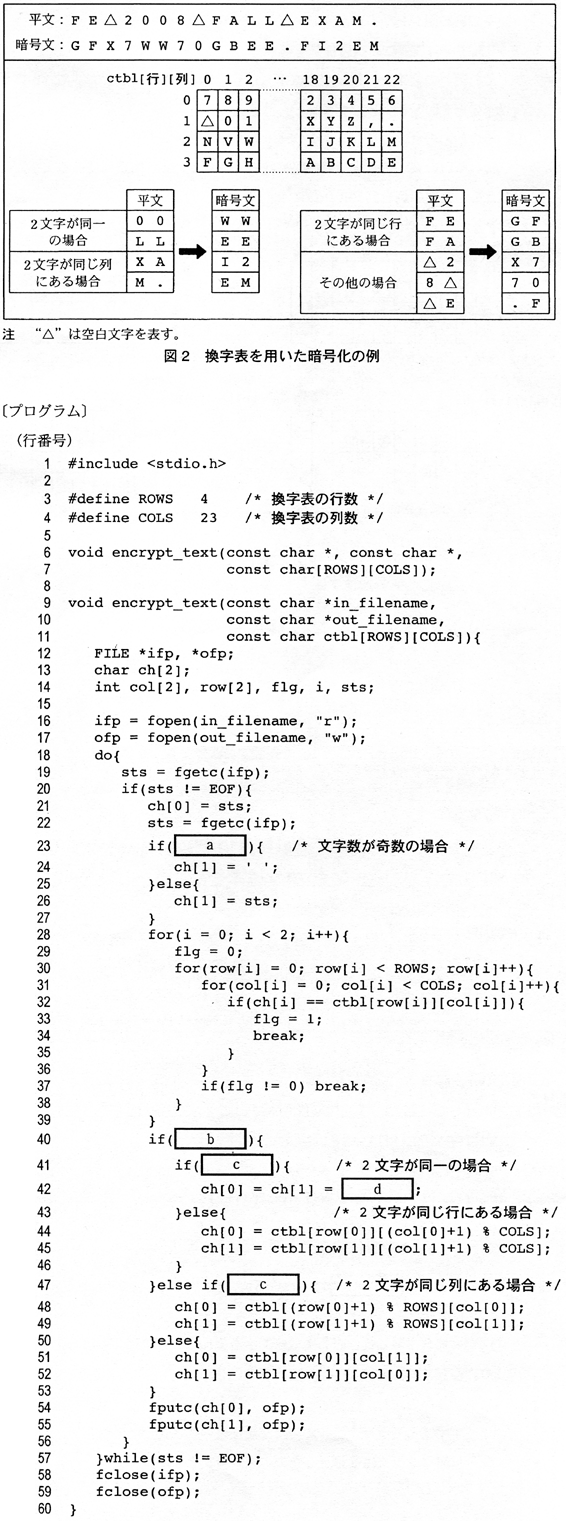 平文：F E △ 2 0 0 8 △ F A L L △ E X A M .
暗号文：G F X 7 W W 7 0 G B E E . F I 2 E M
ctbl[行][列] 0 1 2 … 18 19 20 21 22
0 7 8 9 2 3 4 5 6
1 △ 0 1 X Y Z , .
2 N V W I J K L M
3 F G H A B C D E
平文 暗号文 平文 暗号文
2文字が同一の場合 0 0 W W 2文字が同じ行にある場合 F E G F
L L E E F A G B
2文字が同じ列にある場合 X A I 2 その他の場合 △ 2 X 7
M . E M 8 △ 7 0
△ E . F
注 “△”は空白文字を表す。
図2 換字表を用いた暗号化の例
〔プログラム〕
（行番号）
1 #include <stdio.h>
2
3 #define ROWS 4 /* 換字表の行数 */
4 #define COLS 23 /* 換字表の列数 */
5
6 void encrypt_text(const char *, const char *,
7 const char[ROWS][COLS]);
8
9 void encrypt_text(const char *in_filename,
10 const char *out_filename,
11 const char ctbl[ROWS][COLS]){
12 FILE *ifp, *ofp;
13 char ch[2];
14 int col[2], row[2], flg, i, sts;
15
16 ifp = fopen(in_filename, "r");
17 ofp = fopen(out_filename, "w");
18 do{
19 sts = fgetc(ifp);
20 if(sts != EOF){
21 ch[0] = sts;
22 sts = fgetc(ifp);
23 if( a ){ /* 文字数が奇数の場合 */
24 ch[1] = ' ';
25 }else{
26 ch[1] = sts;
27 }
28 for(i = 0; i < 2; i++){
29 flg = 0;
30 for(row[i] = 0; row[i] < ROWS; row[i]++){
31 for(col[i] = 0; col[i] < COLS; col[i]++){
32 if(ch[i] == ctbl[row[i]][col[i]]){
33 flg = 1;
34 break;
35 }
36 }
37 if(flg != 0) break;
38 }
39 }
40 if( b ){
41 if( c ){ /* 2文字が同一の場合 */
42 ch[0] = ch[1] = d ;
43 }else{ /* 2文字が同じ行にある場合 */
44 ch[0] = ctbl[row[0]][(col[0]+1) % COLS];
45 ch[1] = ctbl[row[1]][(col[1]+1) % COLS];
46 }
47 }else if( c ){ /* 2文字が同じ列にある場合 */
48 ch[0] = ctbl[(row[0]+1) % ROWS][col[0]];
49 ch[1] = ctbl[(row[1]+1) % ROWS][col[1]];
50 }else{
51 ch[0] = ctbl[row[0]][col[1]];
52 ch[1] = ctbl[row[1]][col[0]];
53 }
54 fputc(ch[0], ofp);
55 fputc(ch[1], ofp);
56 }
57 }while(sts != EOF);
58 fclose(ifp);
59 fclose(ofp);
60 }